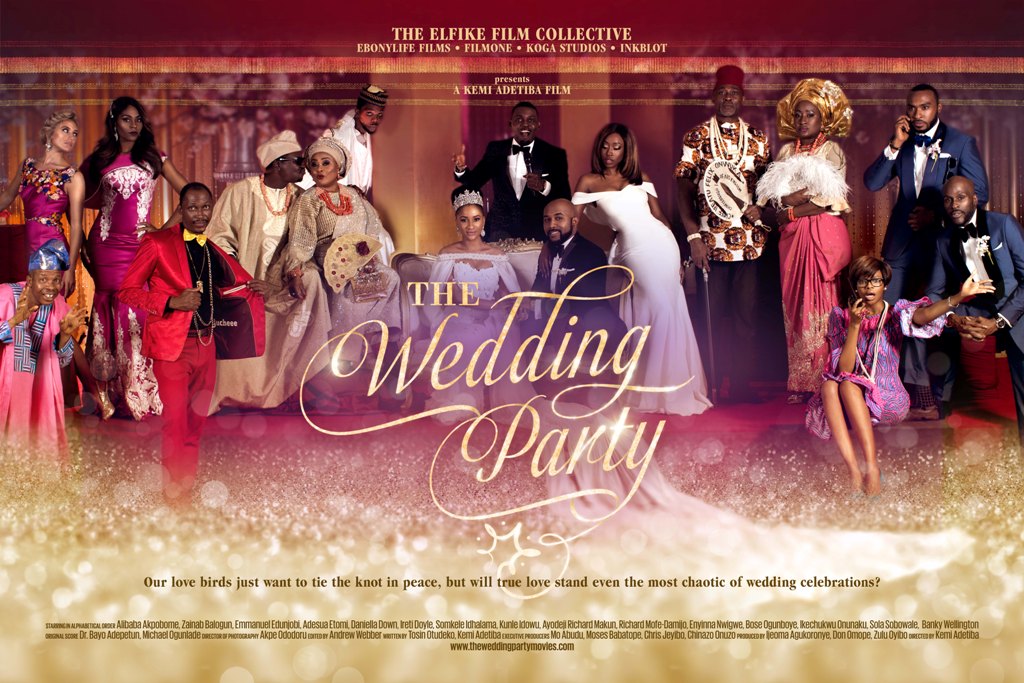 THE ELFIKE FILM COLLECTIVE
EBONYLIFE FILMS • FILMONE • KOGA STUDIOS • INKBLOT
presents
A KEMI ADETIBA FILM
THE
Wedding
Party
Our love birds just want to tie the knot in peace, but will true love stand even the most chaotic of wedding celebrations?
STARRING IN ALPHABETICAL ORDER Alibaba Akpobome, Zainab Balogun, Emmanuel Edunjobi, Adesua Etomi, Daniella Down, Ireti Doyle, Somkele Idhalama, Kunle Idowu, Ayodeji Richard Makun, Richard Mofe-Damijo, Enyinna Nwigwe, Bose Ogunboye, Ikechukwu Onunaku, Sola Sobowale, Banky Wellington
ORIGINAL SCORE Dr. Bayo Adepetun, Michael Ogunlade DIRECTOR OF PHOTOGRAPHY Akpe Ododoru EDITED BY Andrew Webber WRITTEN BY Tosin Otudeko, Kemi Adetiba EXECUTIVE PRODUCERS Mo Abudu, Moses Babatope, Chris Jeyibo, Chinazo Onuzo PRODUCED BY Ijeoma Agukoronye, Don Omope, Zulu Oyibo DIRECTED BY Kemi Adetiba
www.theweddingpartymovies.com